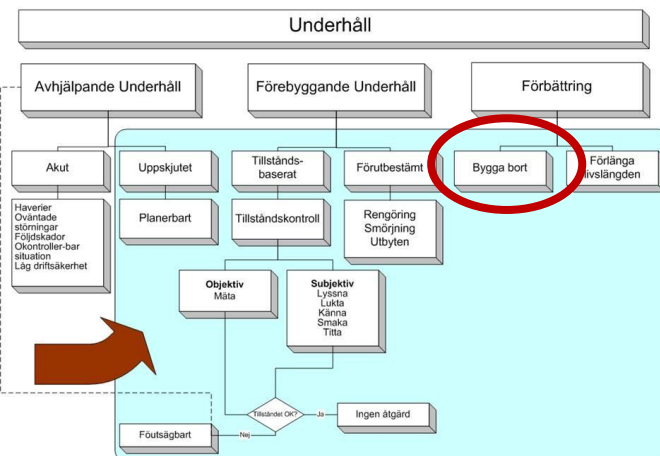 Underhåll
Avhjälpande Underhåll
Förebyggande Underhåll
Förbättring
Akut
Uppskjutet
Tillstånds-
baserat
Förutbestämt
Bygga bort
Förlänga
livslängden
Haverier
Oväntade
störningar
Följdskador
Okontroller-bar
situation
Låg driftsäkerhet
Planerbart
Tillståndskontroll
Rengöring
Smörjning
Utbyten
Objektiv
Mäta
Subjektiv
Lyssna
Lukta
Känna
Smaka
Titta
Tillståndet OK?
Ja
Ingen åtgärd
Nej
Föutsägbart